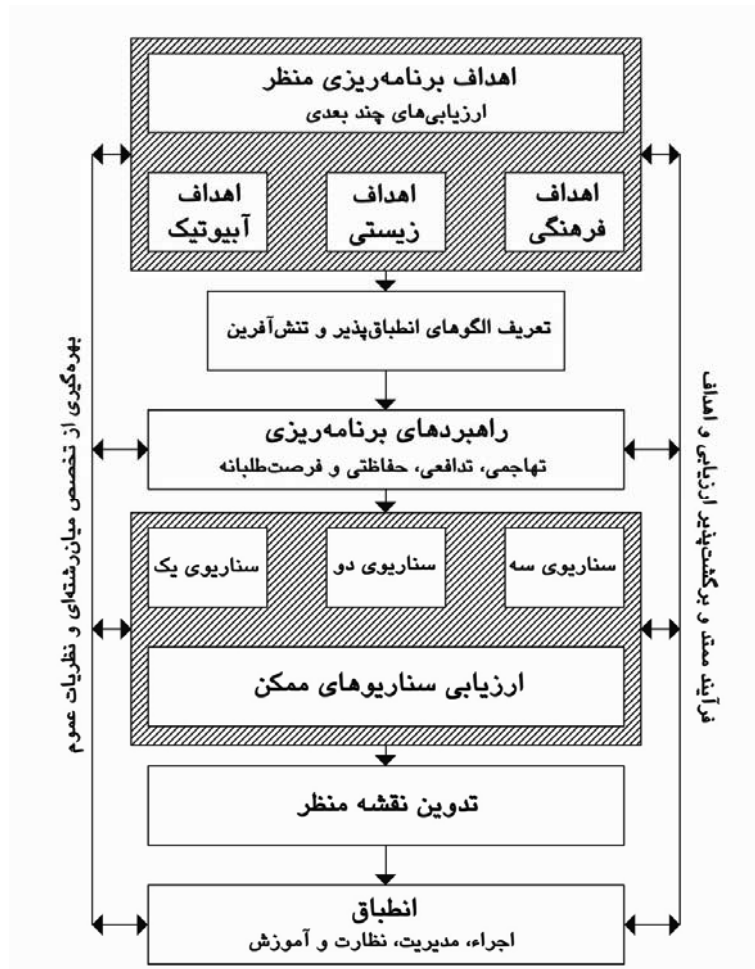 اهداف برنامه‌ریزی منظر
ارزیابی‌های چند بعدی
اهداف
فرهنگی
اهداف
زیستی
اهداف
آبیوتیک
تعریف الگوهای انطباق‌پذیر و تنش‌آفرین
راهبردهای برنامه‌ریزی
تهاجمی، تدافعی، حفاظتی و فرصت‌طلبانه
سناریوی سه
سناریوی دو
سناریوی یک
ارزیابی سناریوهای ممکن
تدوین نقشه منظر
انطباق
اجراء، مدیریت، نظارت و آموزش
فرآیند ممتد و برگشت‌پذیر ارزیابی و اهداف
بهره‌گیری از تخصص میان‌رشته‌ای و نظریات عموم